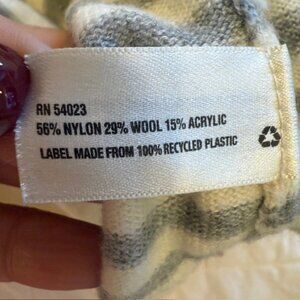 RN 54023
56% NYLON 29% WOOL 15% ACRYLIC
LABEL MADE FROM 100% RECYCLED PLASTIC